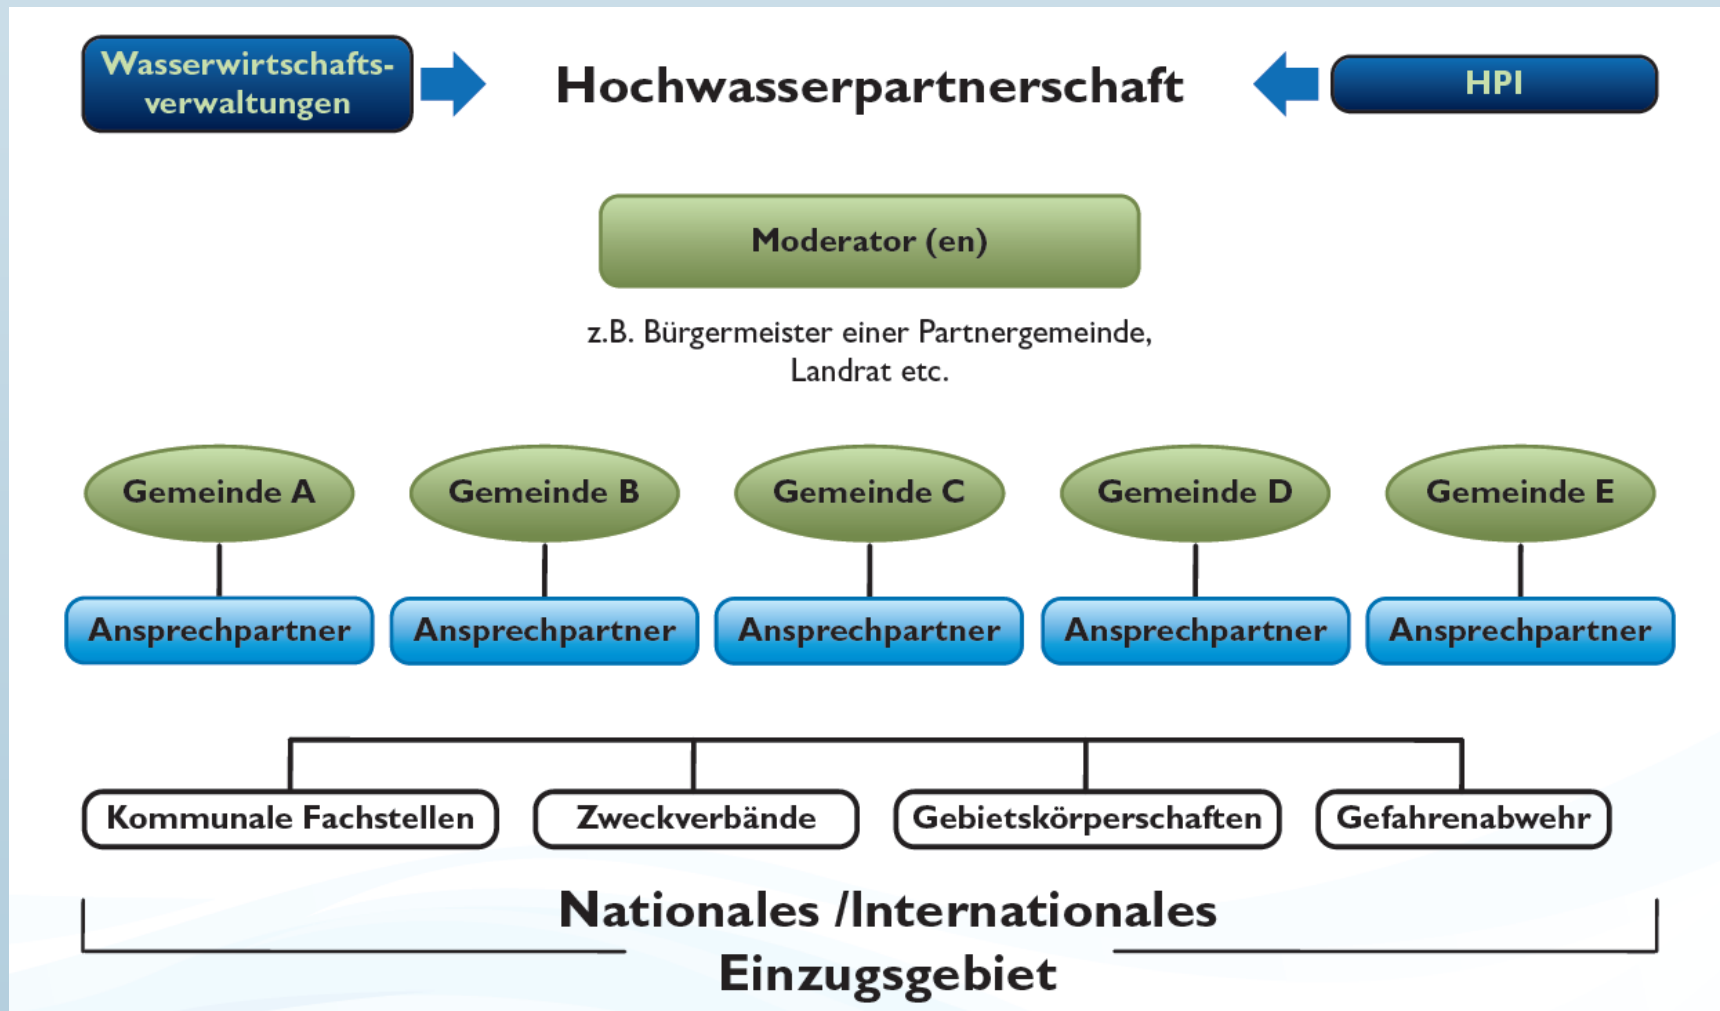 Wasserwirtschafts-
verwaltungen
Hochwasserpartnerschaft
HPI
Moderator (en)
z.B. Bürgermeister einer Partnergemeinde,
Landrat etc.
Gemeinde A
Gemeinde B
Gemeinde C
Gemeinde D
Gemeinde E
Ansprechpartner
Ansprechpartner
Ansprechpartner
Ansprechpartner
Ansprechpartner
Kommunale Fachstellen
Zweckverbände
Gebietskörperschaften
Gefahrenabwehr
Nationales /Internationales
Einzugsgebiet